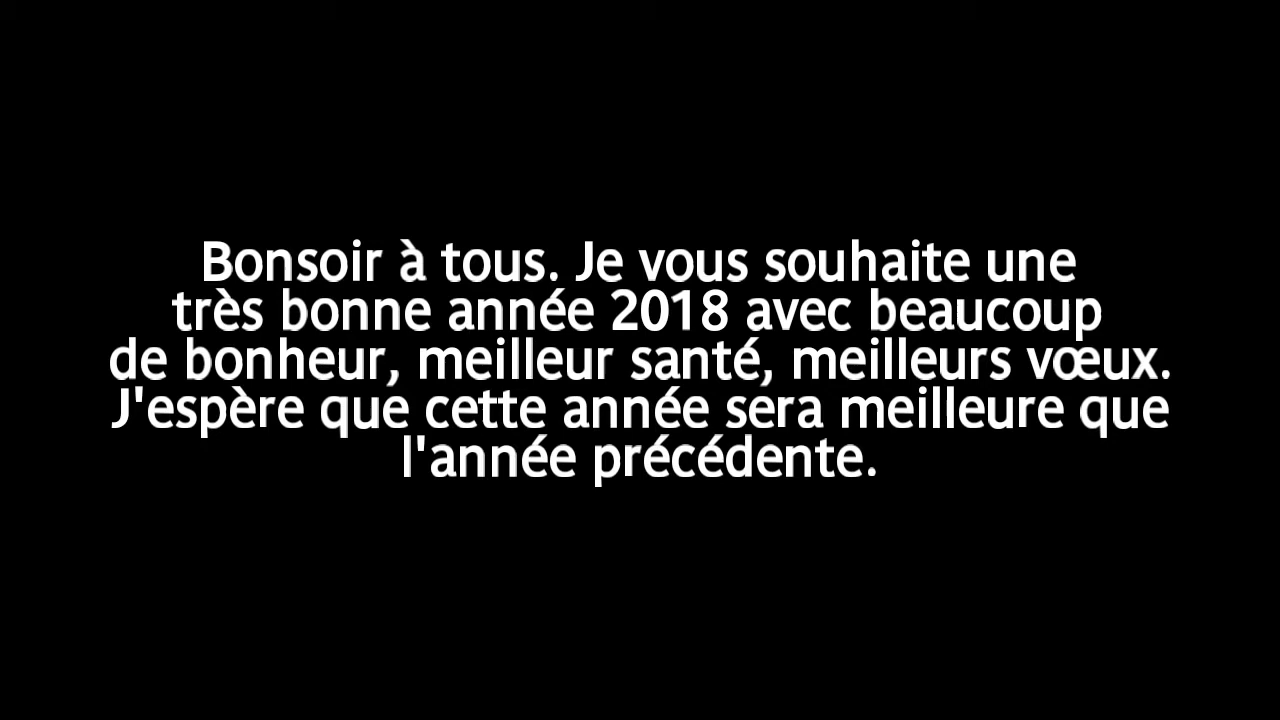 Bonsoir à tous. Je vous souhaite une
très bonne année 2018 avec beaucoup
de bonheur, meilleur santé, meilleurs vœux.
J'espère que cette année sera meilleure que
l'année précédente.